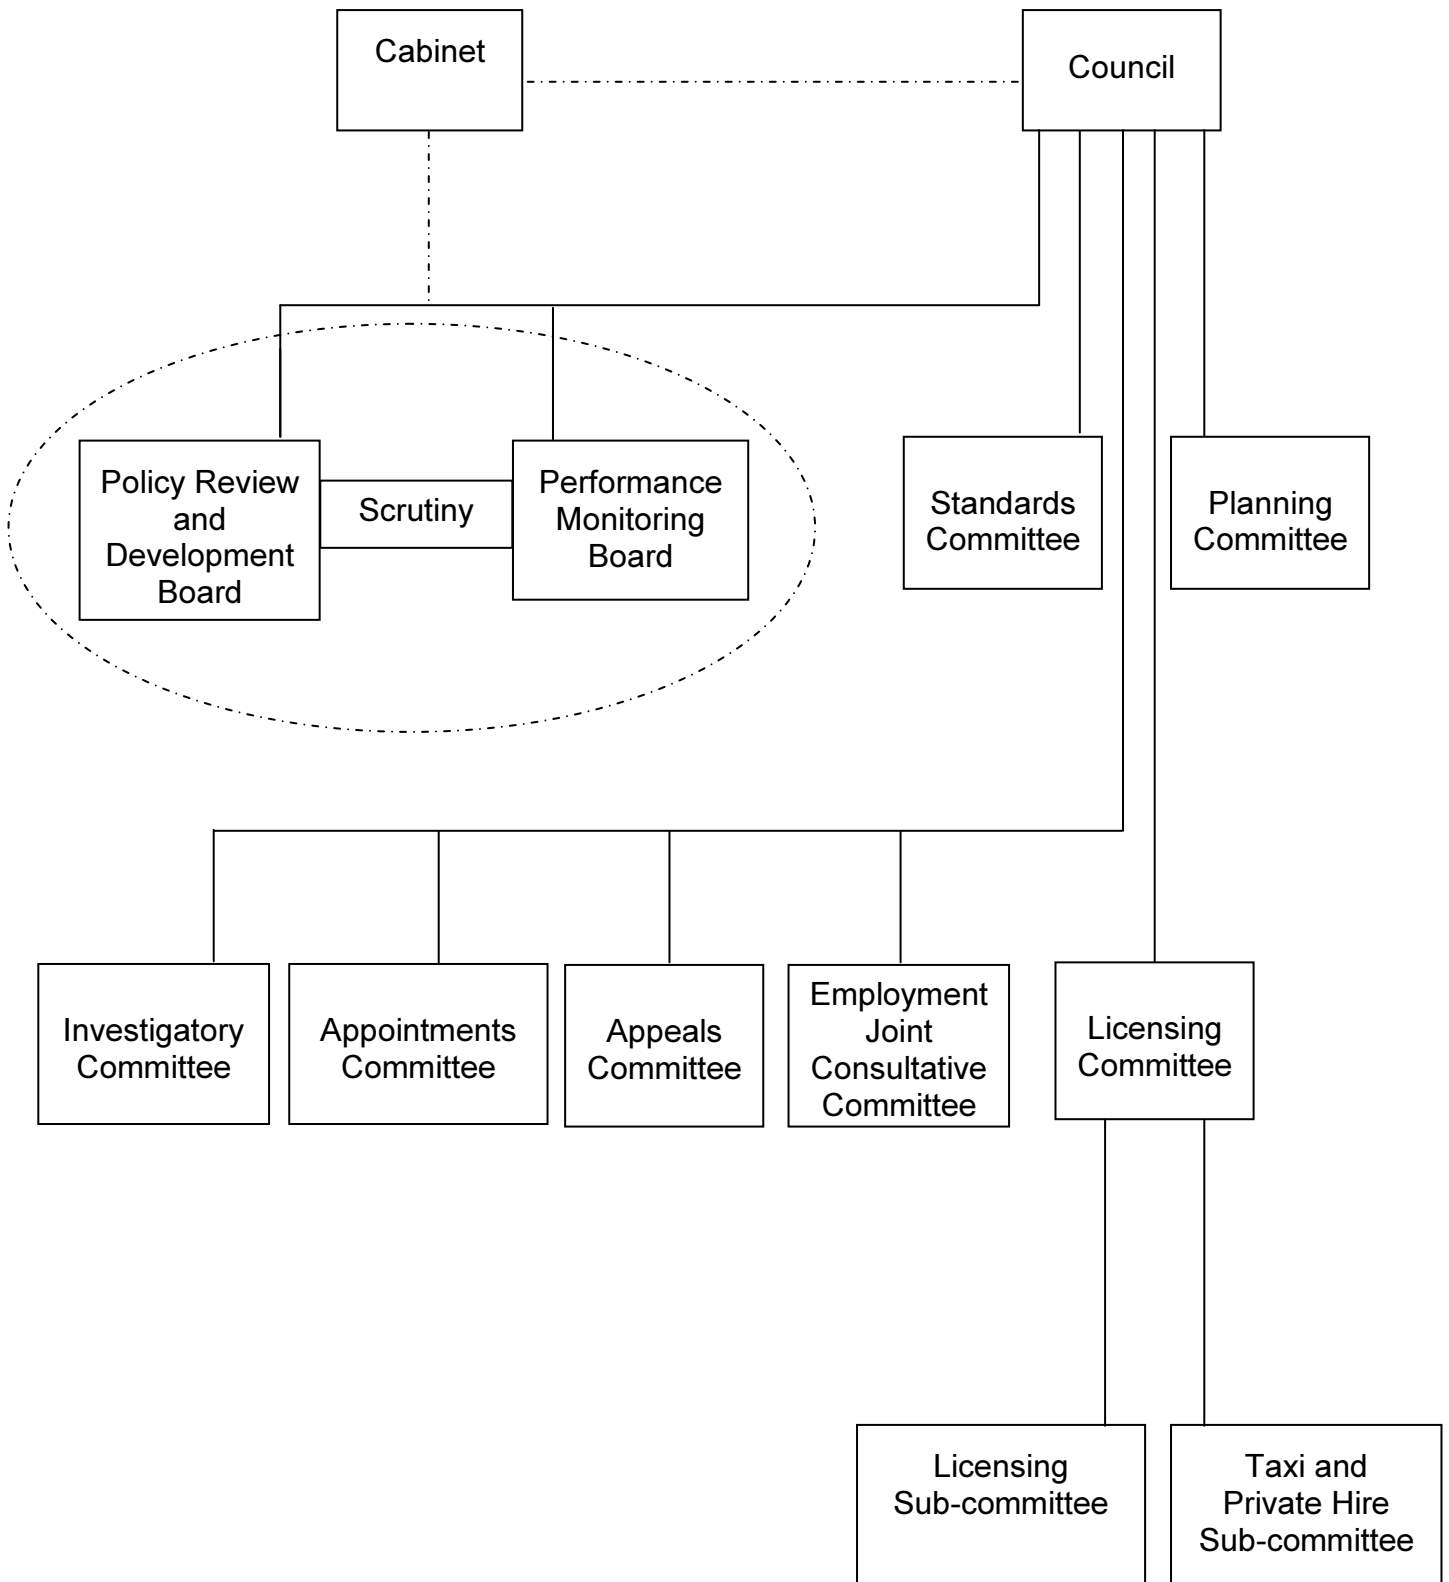 Cabinet
Council
Policy Review
and
Development
Board
Scrutiny
Performance
Monitoring
Board
Standards
Committee
Planning
Committee
Investigatory
Committee
Appointments
Committee
Appeals
Committee
Employment
Joint
Consultative
Committee
Licensing
Committee
Licensing
Sub-committee
Taxi and
Private Hire
Sub-committee